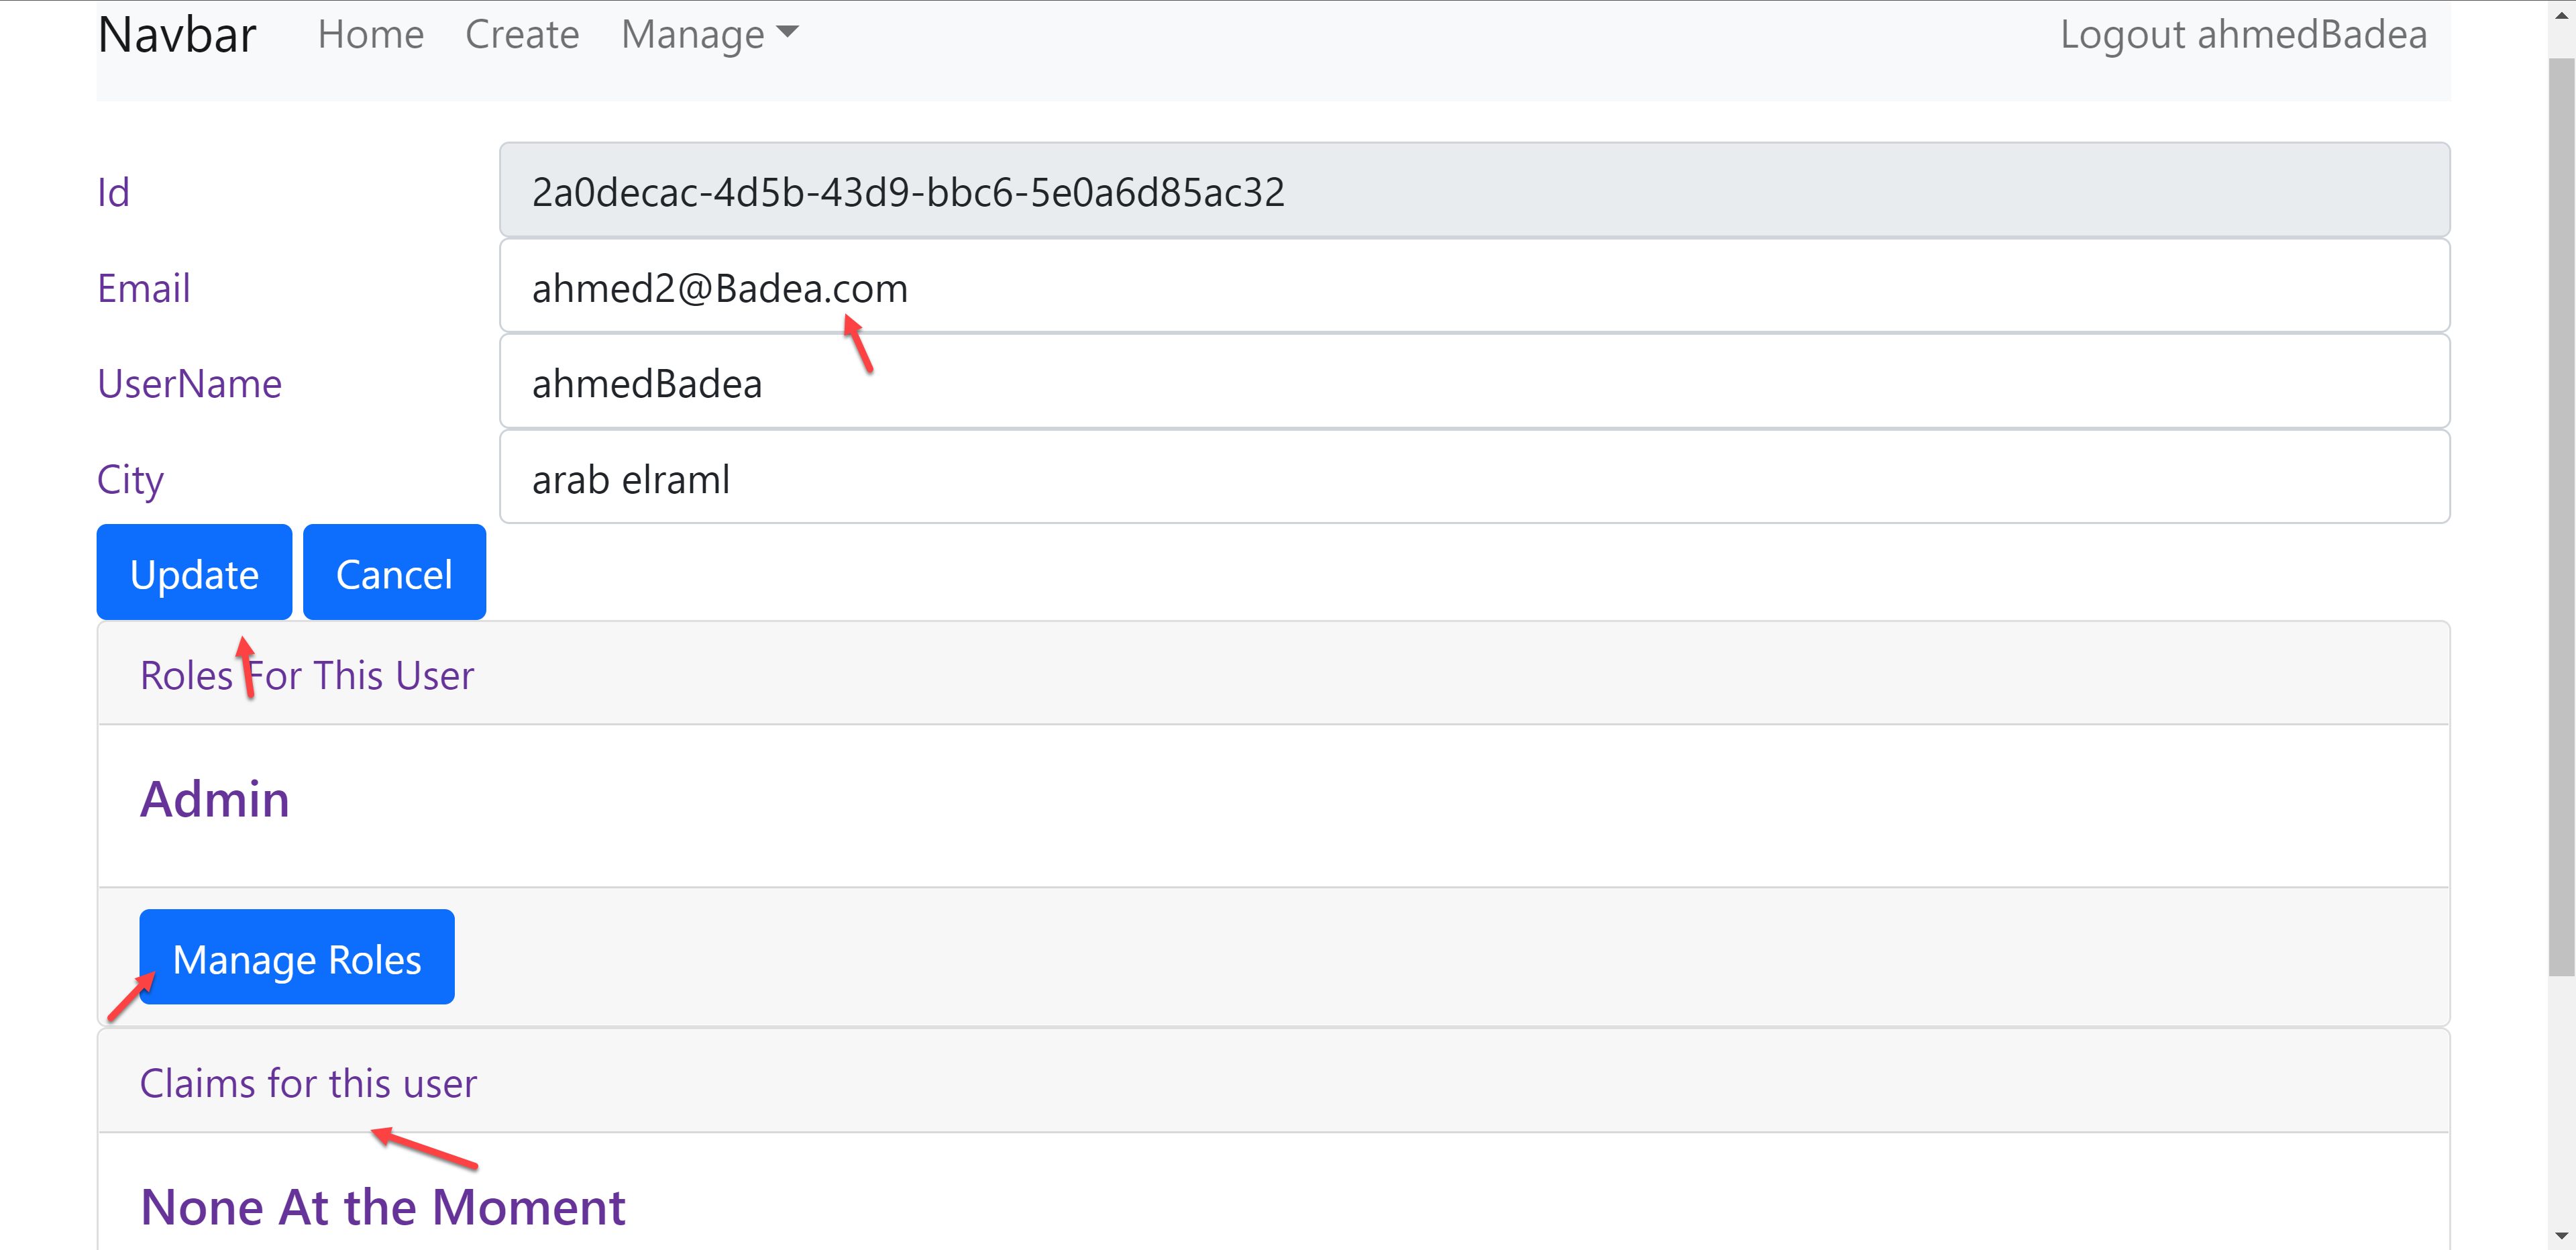 Navbar Home Create Manage Logout ahmedBadea
Id 2a0decac-4d5b-43d9-bbc6-5e0a6d85ac32
Email ahmed2@Badea.com
UserName ahmedBadea
City arab elraml
Update Cancel
Roles For This User
Admin
Manage Roles
Claims for this user
None At the Moment